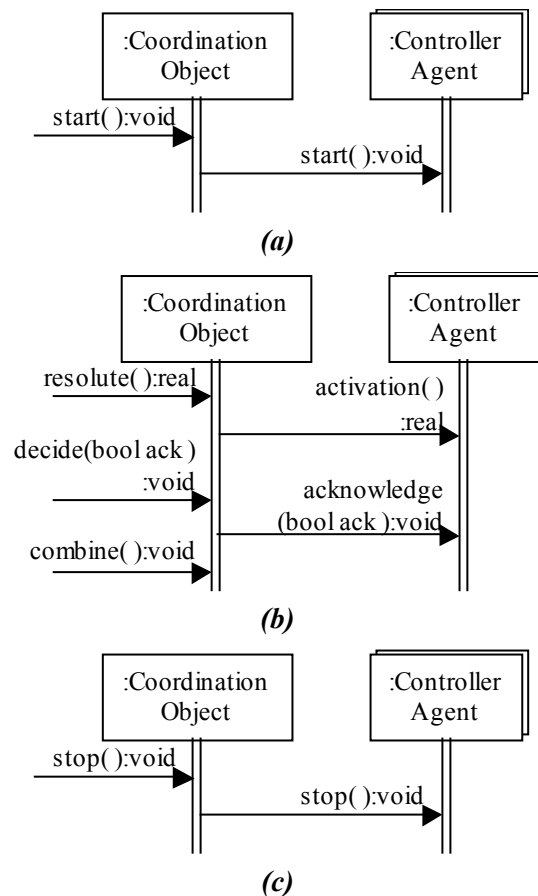 :Coordination
Object
:Controller
Agent
start( ):void
start( ):void
(a)
:Coordination
Object
:Controller
Agent
resolute( ):real
activation( )
:real
decide(bool ack )
:void
acknowledge
(bool ack ):void
combine( ):void
(b)
:Coordination
Object
:Controller
Agent
stop( ):void
stop( ):void
(c)